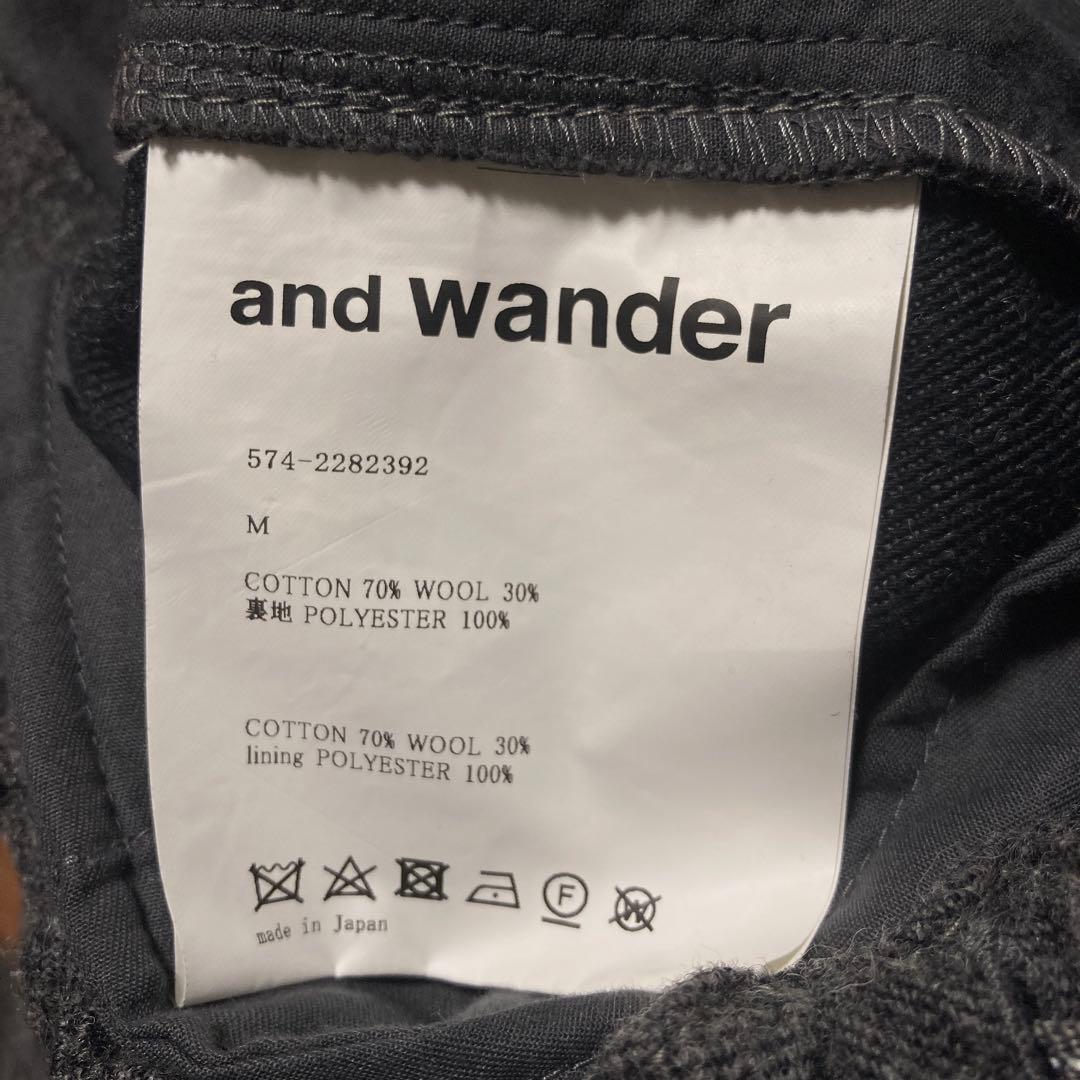 and wander
574-2282392
M
COTTON 70% WOOL 30%
裏地 POLYESTER 100%
COTTON 70% WOOL 30%
lining POLYESTER 100%
F
W
made in Japan